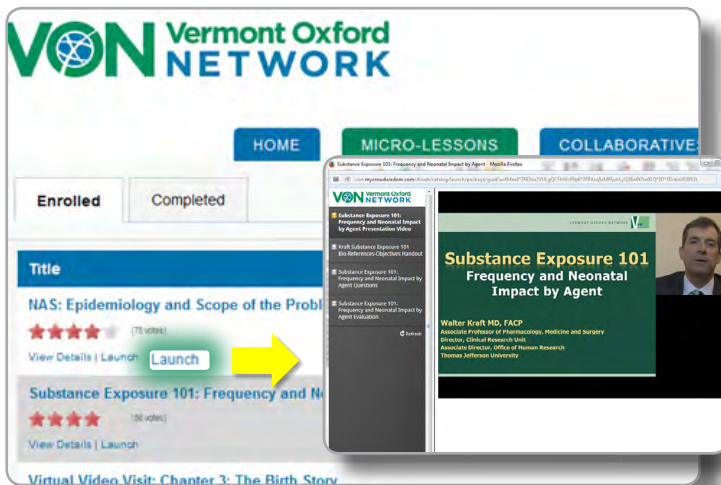 VON Vermont Oxford
NETWORK
HOME
MICRO-LESSONS
COLLABORATIVES
Enrolled
Completed
Title
NAS: Epidemiology and Scope of the Probl
(75 votes)
View Details | Launch
Launch
Substance Exposure 101: Frequency and N
View Details | Launch
Virtual Video Visit: Chapter 3: The Birth Story
Substance Exposure 101: Frequency and Neonatal Impact by Agent - Mozilla Firefox
VON Vermont Oxford
NETWORK
Substance Exposure 101:
Frequency and Neonatal Impact
by Agent Presentation Video
Kraft Substance Exposure 101
Bio-References-Objectives Handout
Substance Exposure 101:
Frequency and Neonatal Impact by
Agent Questions
Substance Exposure 101:
Frequency and Neonatal Impact by
Agent Evaluation
Refresh
VERMONT OXFORD NETWORK
Substance Exposure 101
Frequency and Neonatal
Impact by Agent
Walter Kraft MD, FACP
Associate Professor of Pharmacology, Medicine and Surgery
Director, Clinical Research Unit
Associate Director, Office of Human Research
Thomas Jefferson University